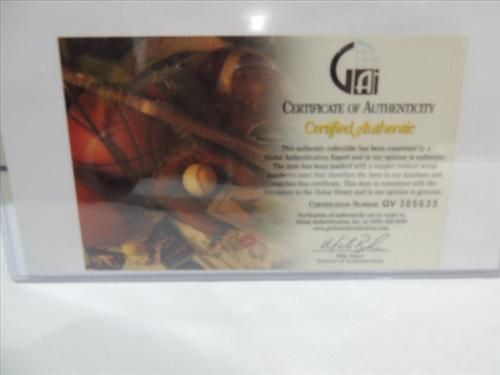 GAi
CERTIFICATE OF AUTHENTICITY
Certified Authentic
This authentic collectible has been examined by a
Global Authentication Expert and in our opinion is authentic.
The item has been marked with a tamper evident serial
numbered label that identifies the item in our database and
matches this certificate. This item is consistent with the
in the Global library and in our opinion is genuine.
CERTIFICATION NUMBER: GV 365633
Verification of authenticity can be made to
Global Authentication, Inc at
www.globalauthentication.com
Mike Baker
Director of Authentication